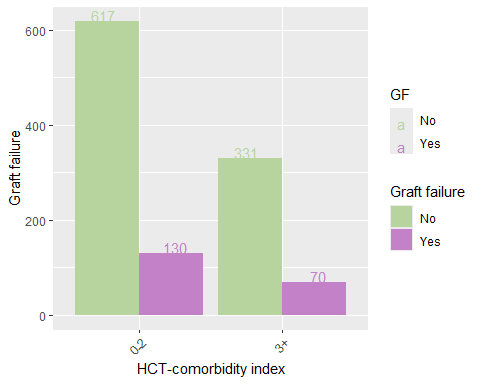 617
130
331
70
600
400
200
0
Graft failure
0-2
3+
HCT-comorbidity index
GF
a No
a Yes
Graft failure
No
Yes